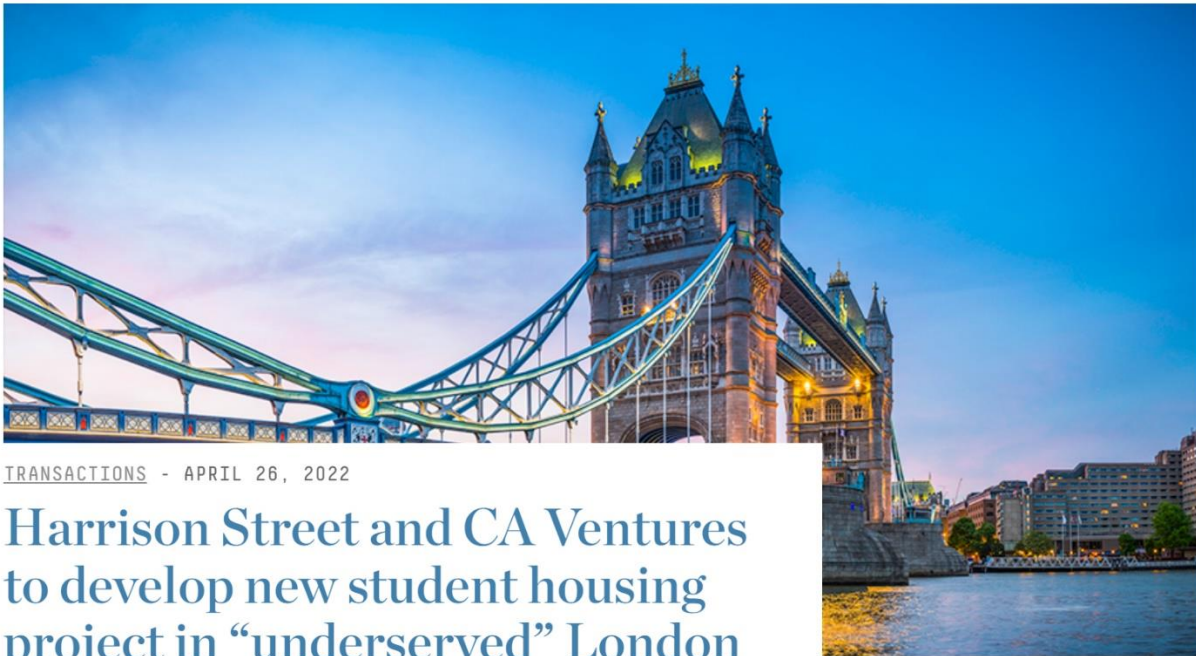 TRANSACTIONS - APRIL 26, 2022
Harrison Street and CA Ventures
to develop new student housing
project in “underserved” London